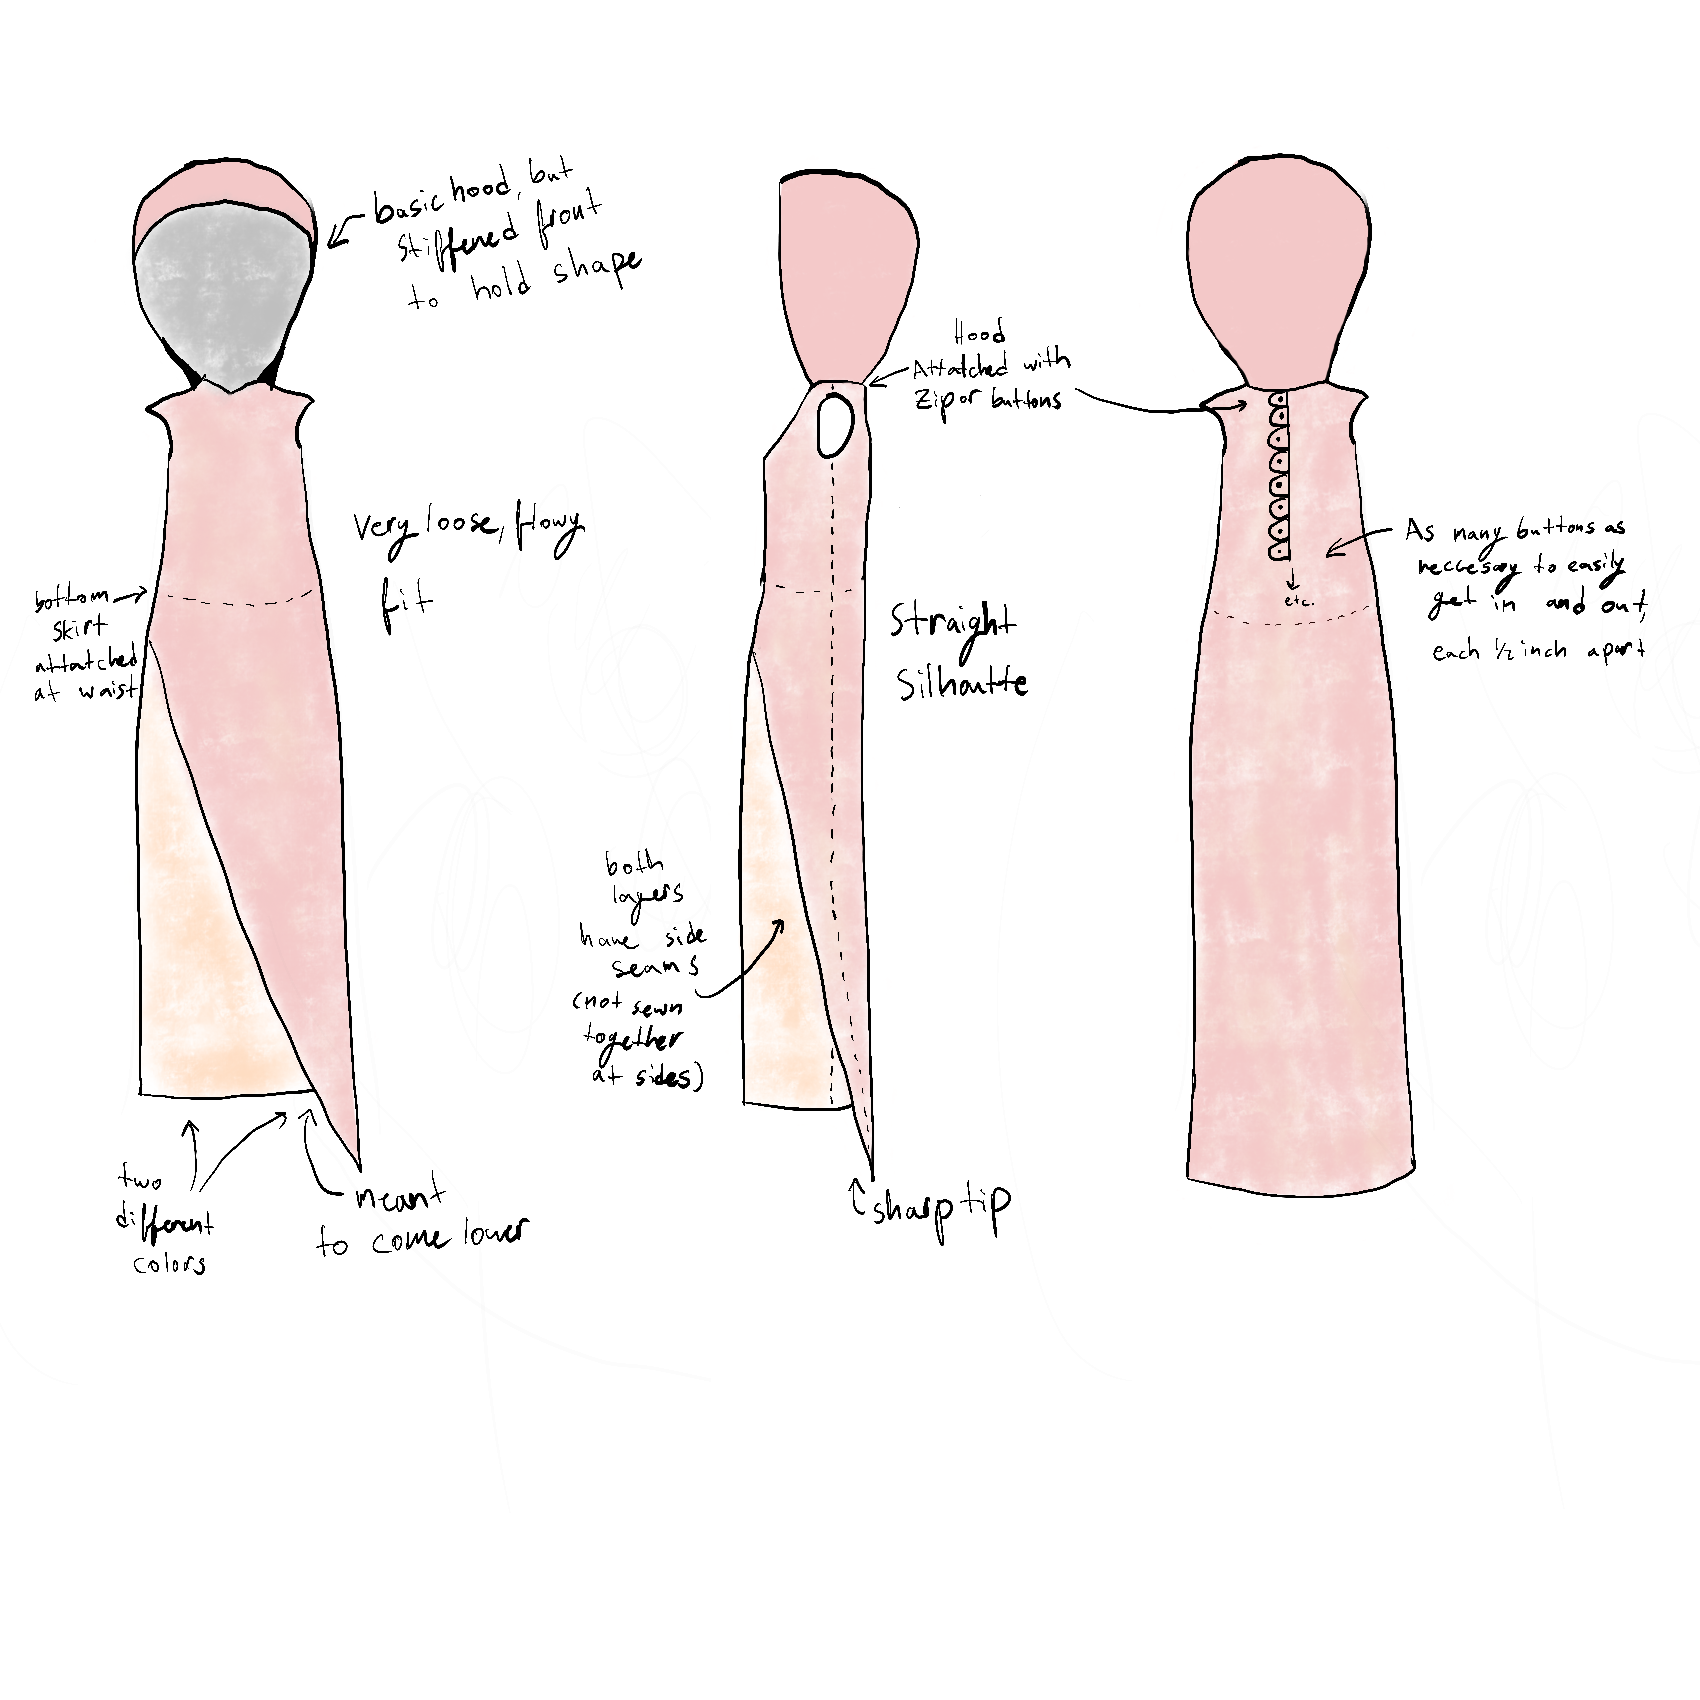 basic hood, but
stiffened front
to hold shape
Very loose, flowy
fit
bottom
skirt
attatched
at waist
two
different
colors
meant
to come lower
Hood
Attatched with
Zip or buttons
Straight
Silhoutte
both
layers
have side
seams
(not sewn
together
at sides)
sharp tip
etc.
As many buttons as
neccesary to easily
get in and out,
each 1/2 inch apart